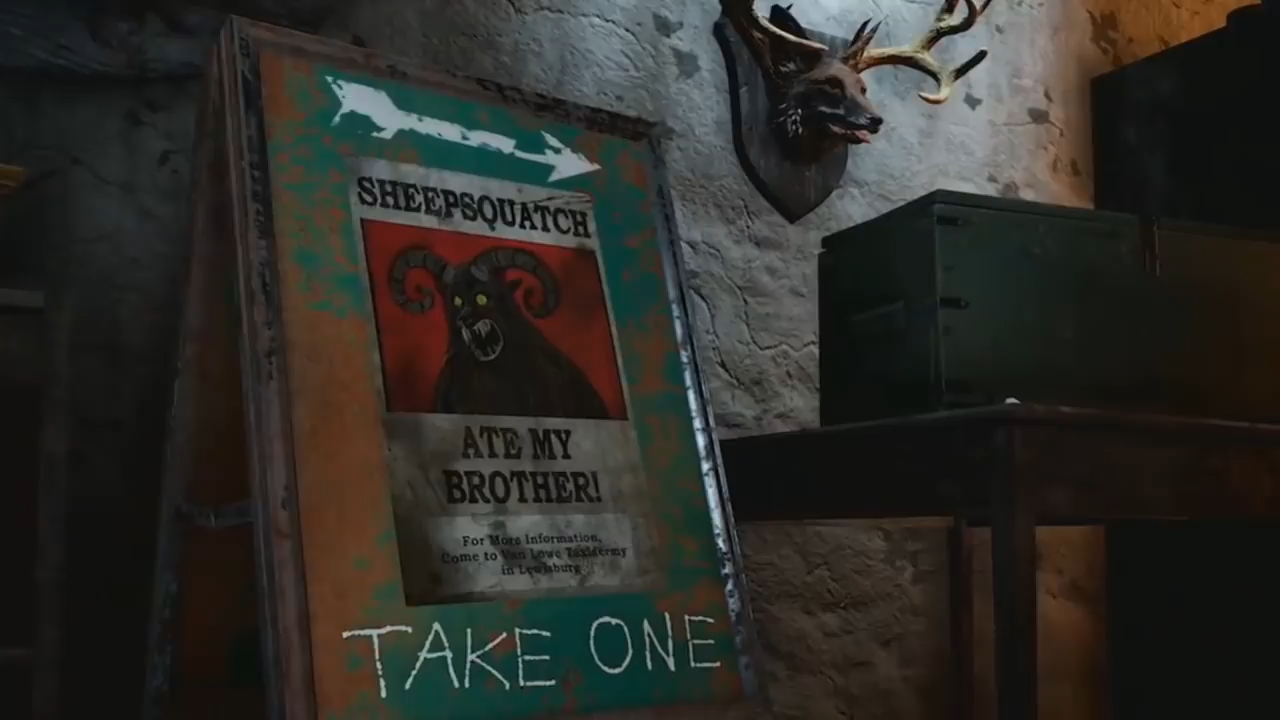 SHEEPSQUATCH
ATE MY
BROTHER!
For More Information,
Come to Van Lowe Taxidermy
in Lewisburg
TAKE ONE